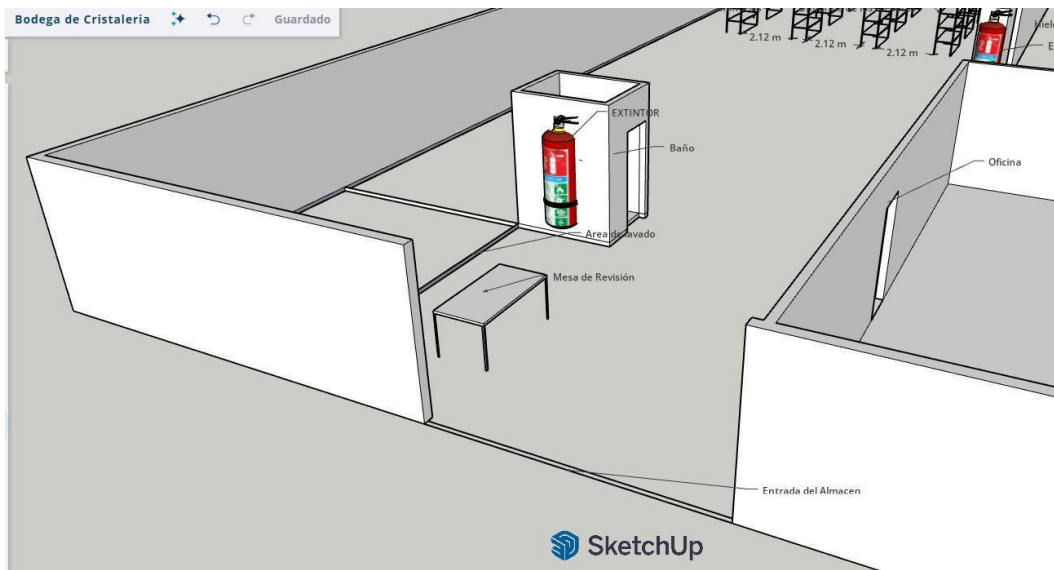 Bodega de Cristaleria
Guardado
2.12 m
2.12 m
2.12 m
EXTINTOR
Baño
Oficina
Area de lavado
Mesa de Revisión
Entrada del Almacen
SketchUp